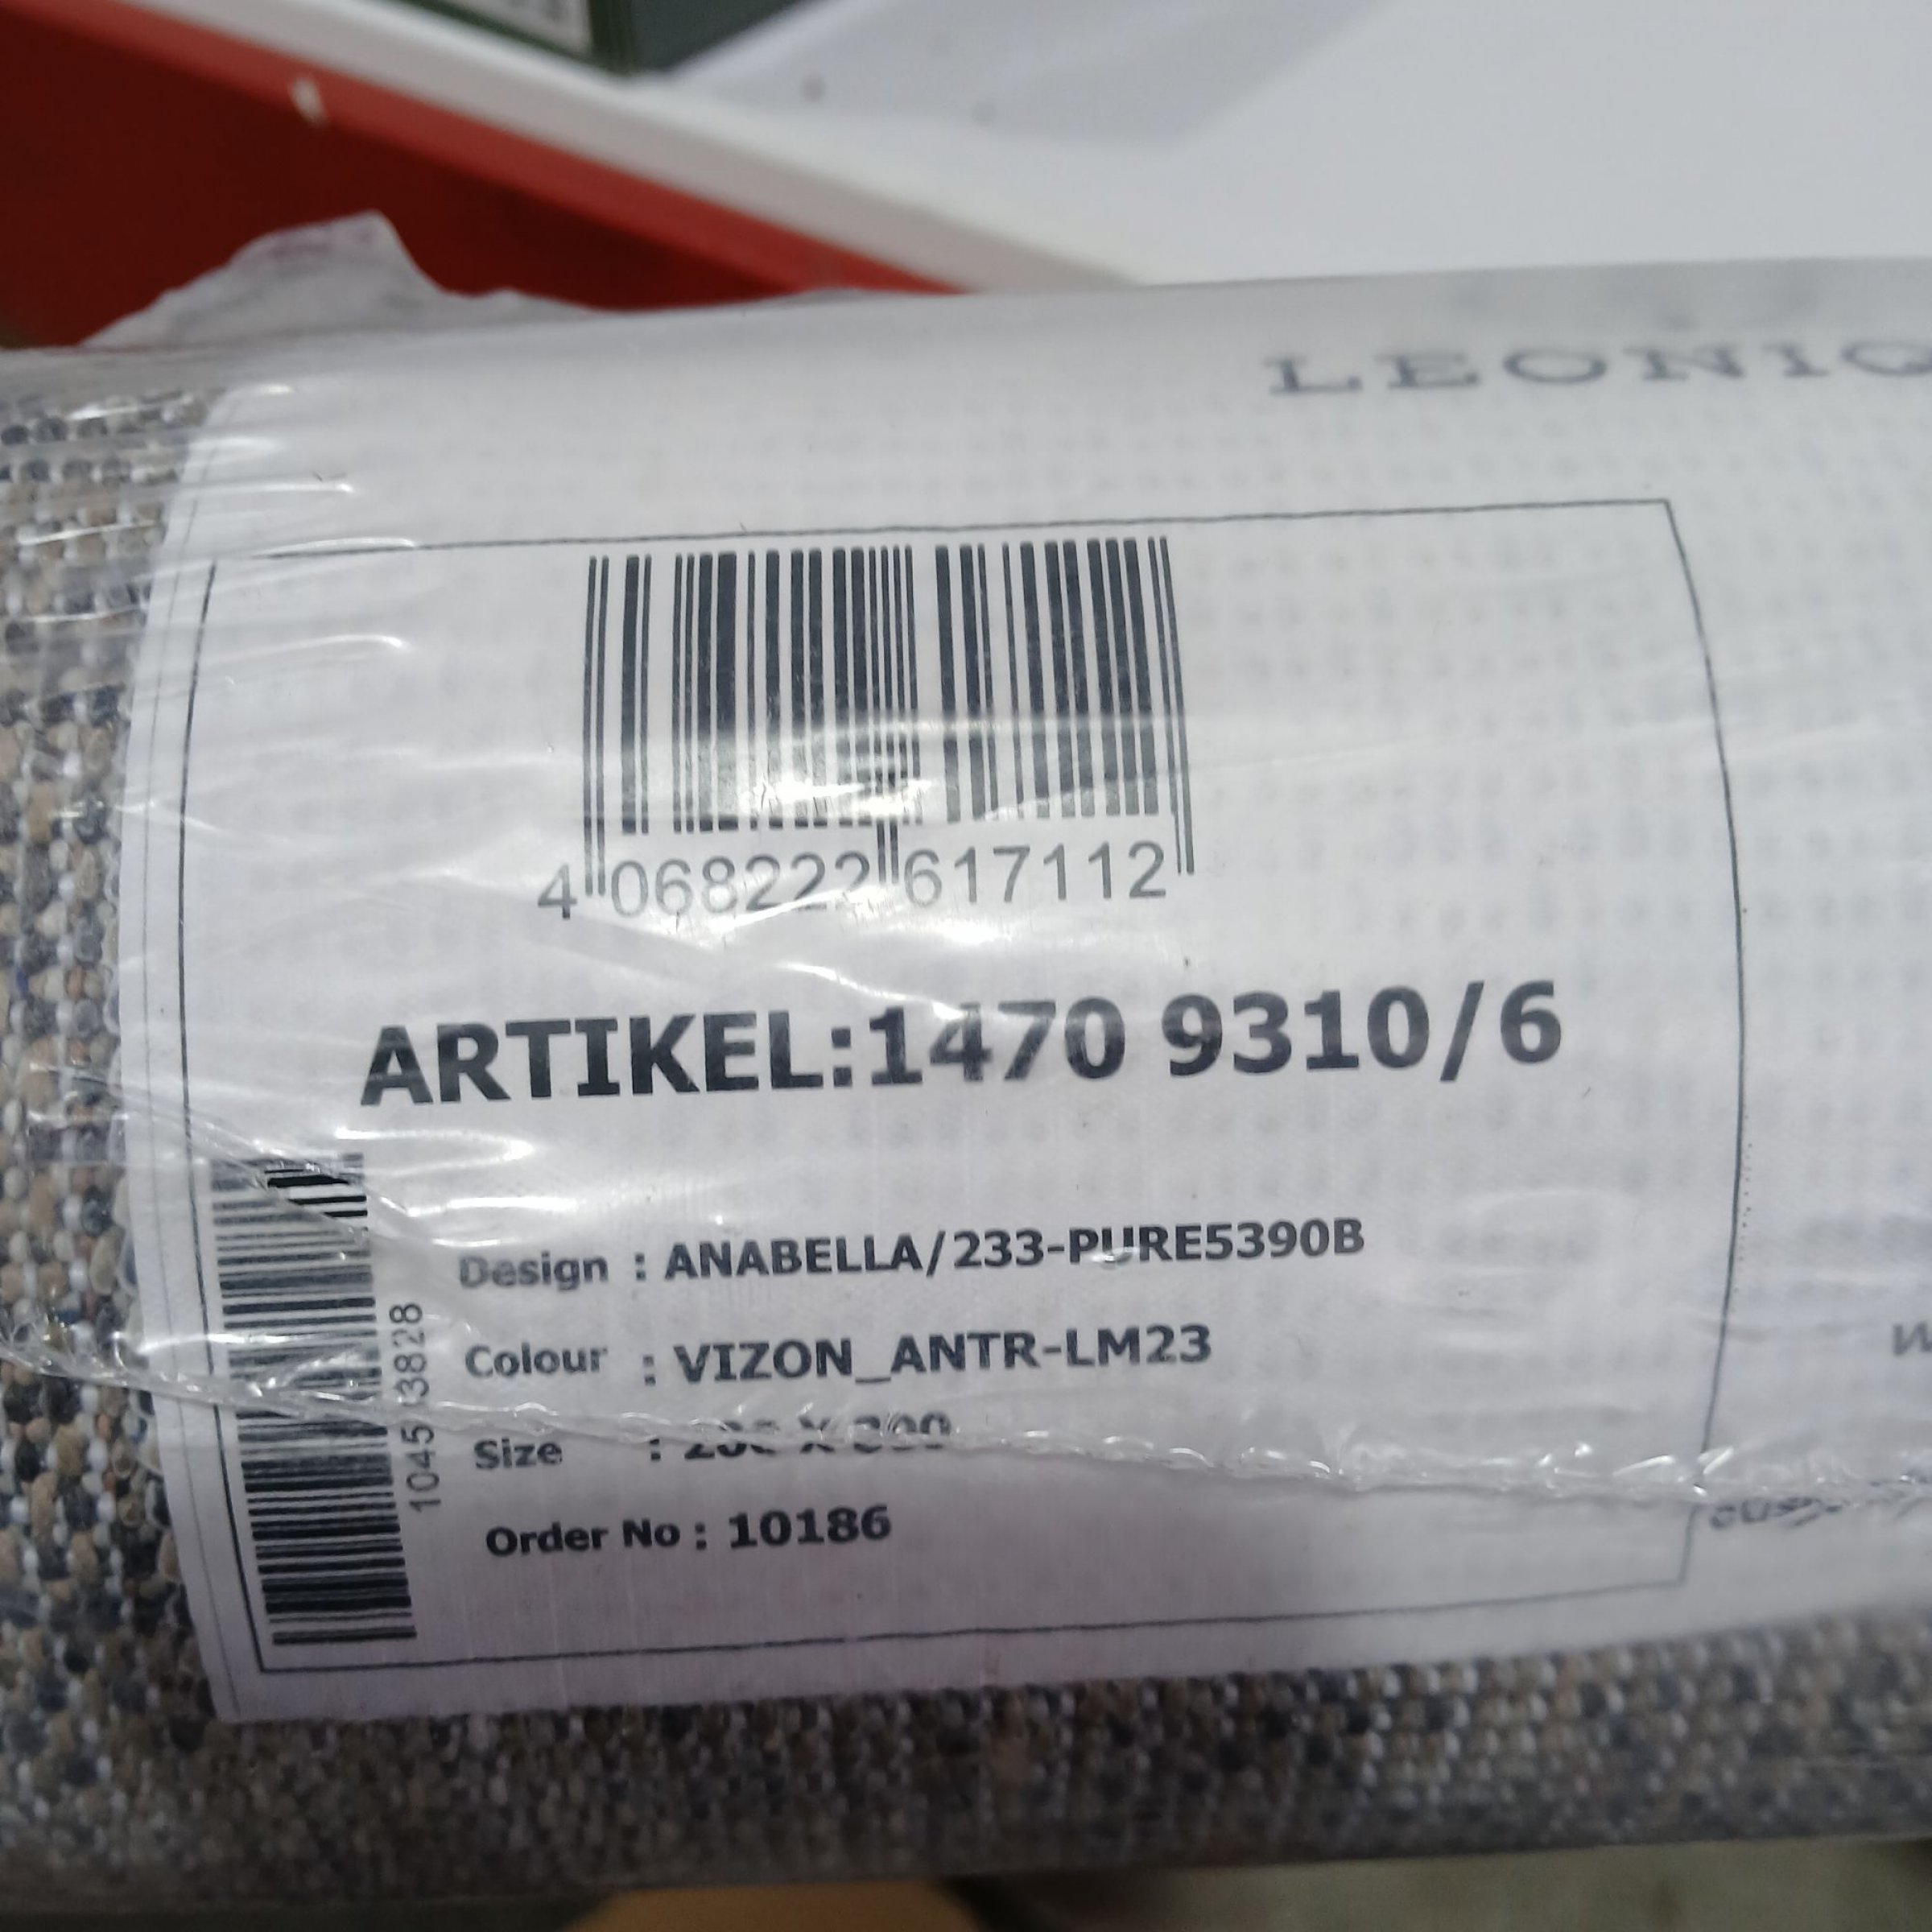 LEONIQ
4 068222 617112
ARTIKEL:1470 9310/6
Design : ANABELLA/233-PURE5390B
Colour : VIZON_ANTR-LM23
Size :
Order No : 10186